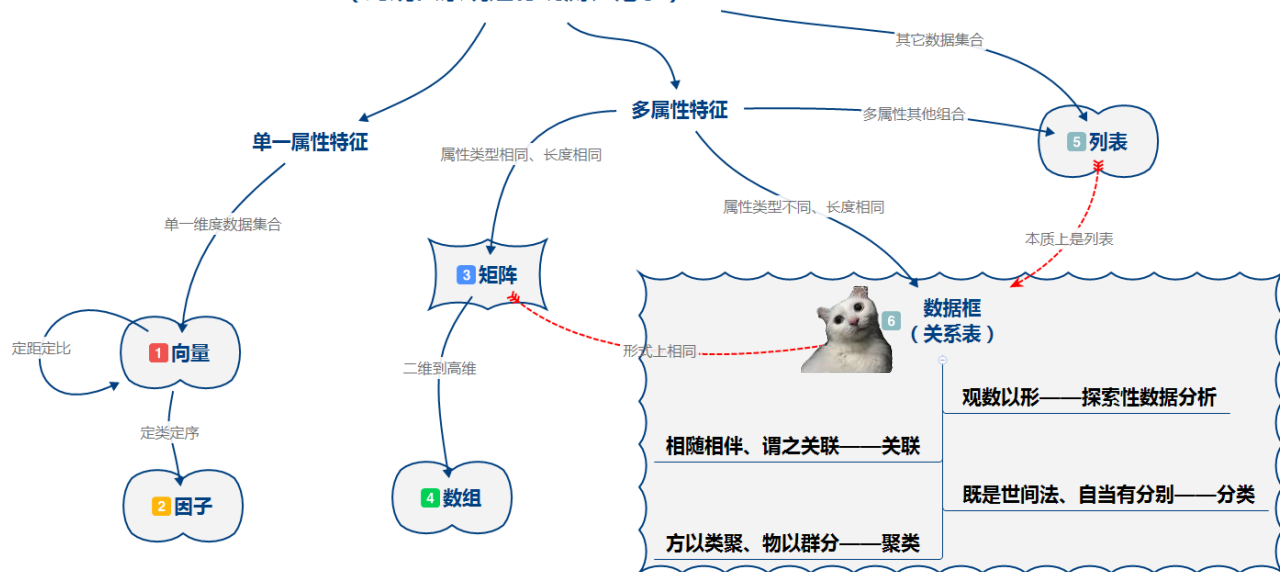 其它数据集合
多属性特征
多属性其他组合
5 列表
单一属性特征
属性类型相同、长度相同
属性类型不同、长度相同
单一维度数据集合
本质上是列表
3 矩阵
数据框
6
（关系表）
定距定比
1 向量
形式上相同
二维到高维
观数以形——探索性数据分析
定类定序
相随相伴、谓之关联——关联
2 因子
4 数组
既是世间法、自当有分别——分类
方以类聚、物以群分——聚类